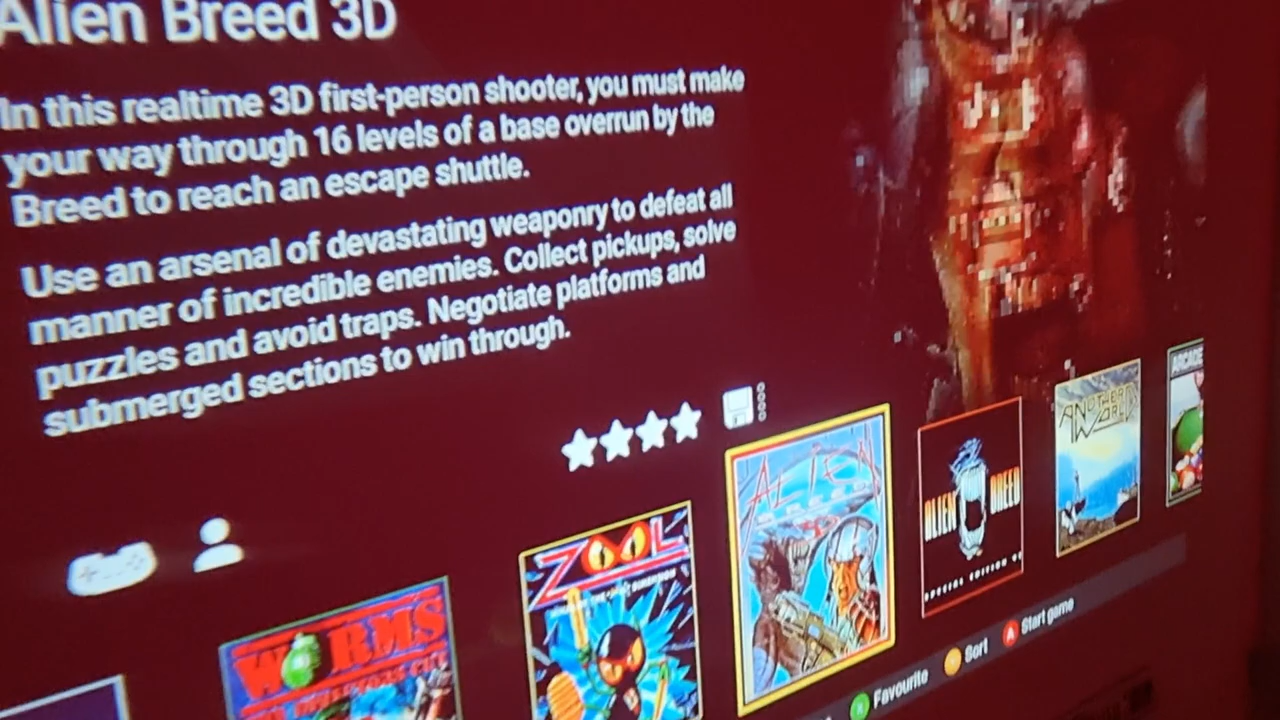 Alien Breed 3D
In this realtime 3D first-person shooter, you must make
your way through 16 levels of a base overrun by the
Breed to reach an escape shuttle.
Use an arsenal of devastating weaponry to defeat all
manner of incredible enemies. Collect pickups, solve
puzzles and avoid traps. Negotiate platforms and
submerged sections to win through.
WORMS
ZOOL
ALIEN
ALIEN BREED
SPECIAL EDITION
ANOTHER
WORLD
ARCADE
X Favourite
Sort
A Start game